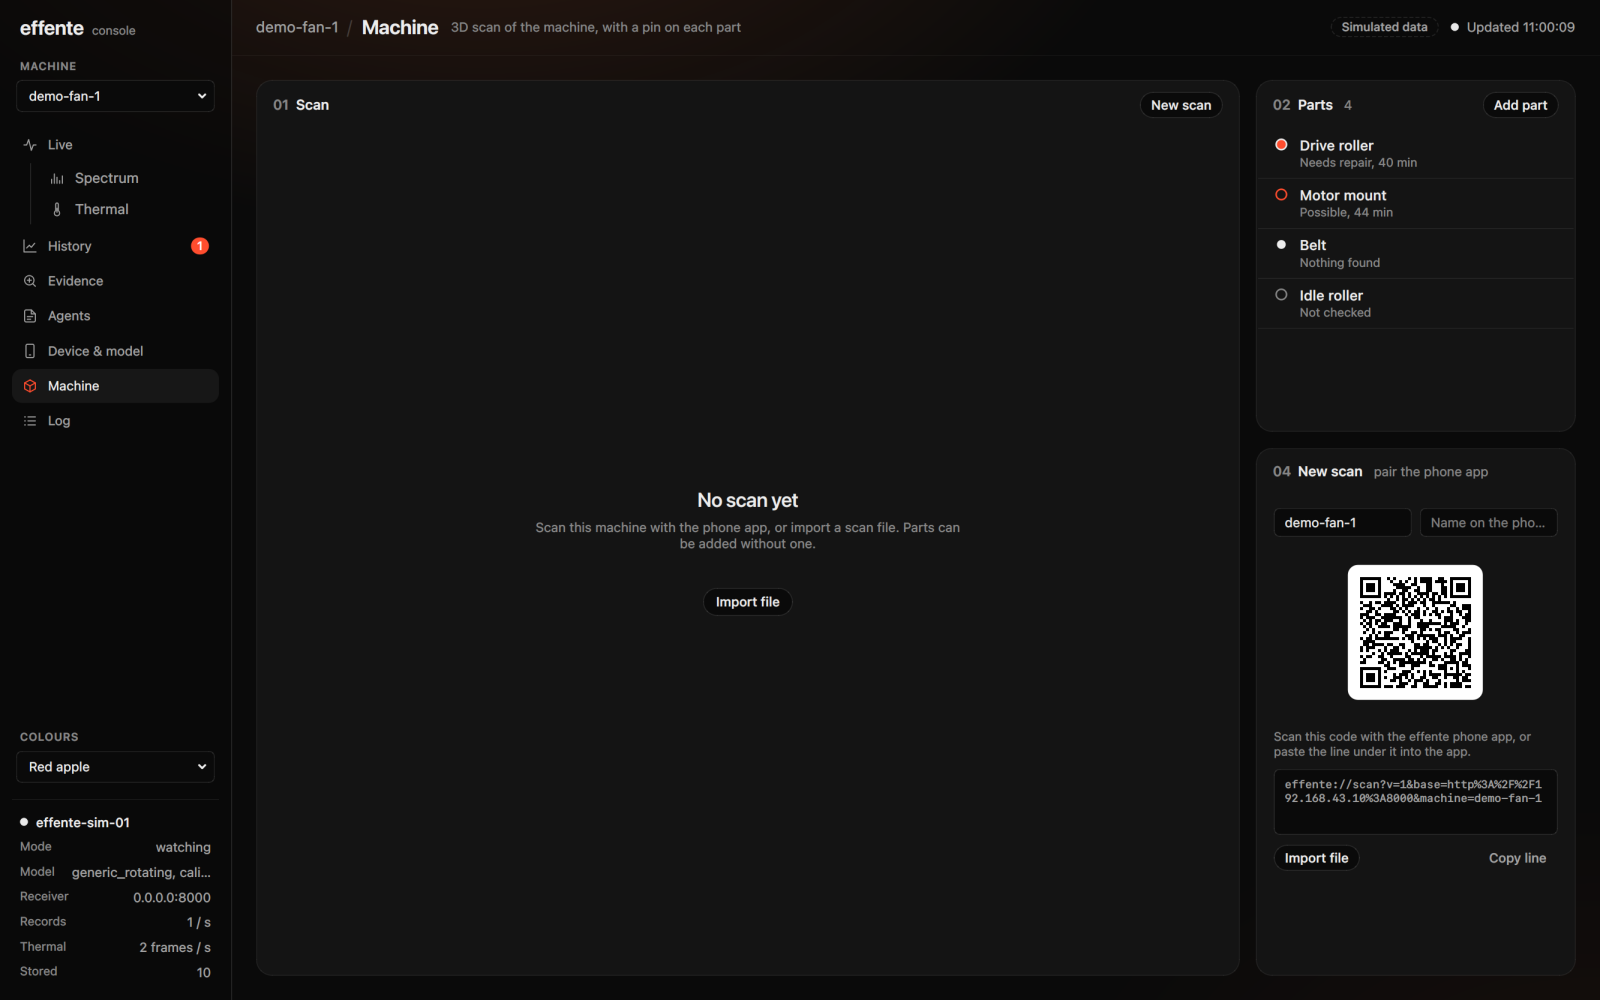 effente console
MACHINE
demo-fan-1
Live
Spectrum
Thermal
History 1
Evidence
Agents
Device & model
Machine
Log
COLOURS
Red apple
effente-sim-01
Mode watching
Model generic_rotating, cali...
Receiver 0.0.0.0:8000
Records 1 / s
Thermal 2 frames / s
Stored 10
demo-fan-1 / Machine 3D scan of the machine, with a pin on each part
Simulated data Updated 11:00:09
01 Scan New scan
No scan yet
Scan this machine with the phone app, or import a scan file. Parts can
be added without one.
Import file
02 Parts 4 Add part
Drive roller
Needs repair, 40 min
Motor mount
Possible, 44 min
Belt
Nothing found
Idle roller
Not checked
04 New scan pair the phone app
demo-fan-1 Name on the pho...
Scan this code with the effente phone app, or
paste the line under it into the app.
effente://scan?v=1&base=http%3A%2F%2F1
92.168.43.10%3A8000&machine=demo-fan-1
Import file Copy line